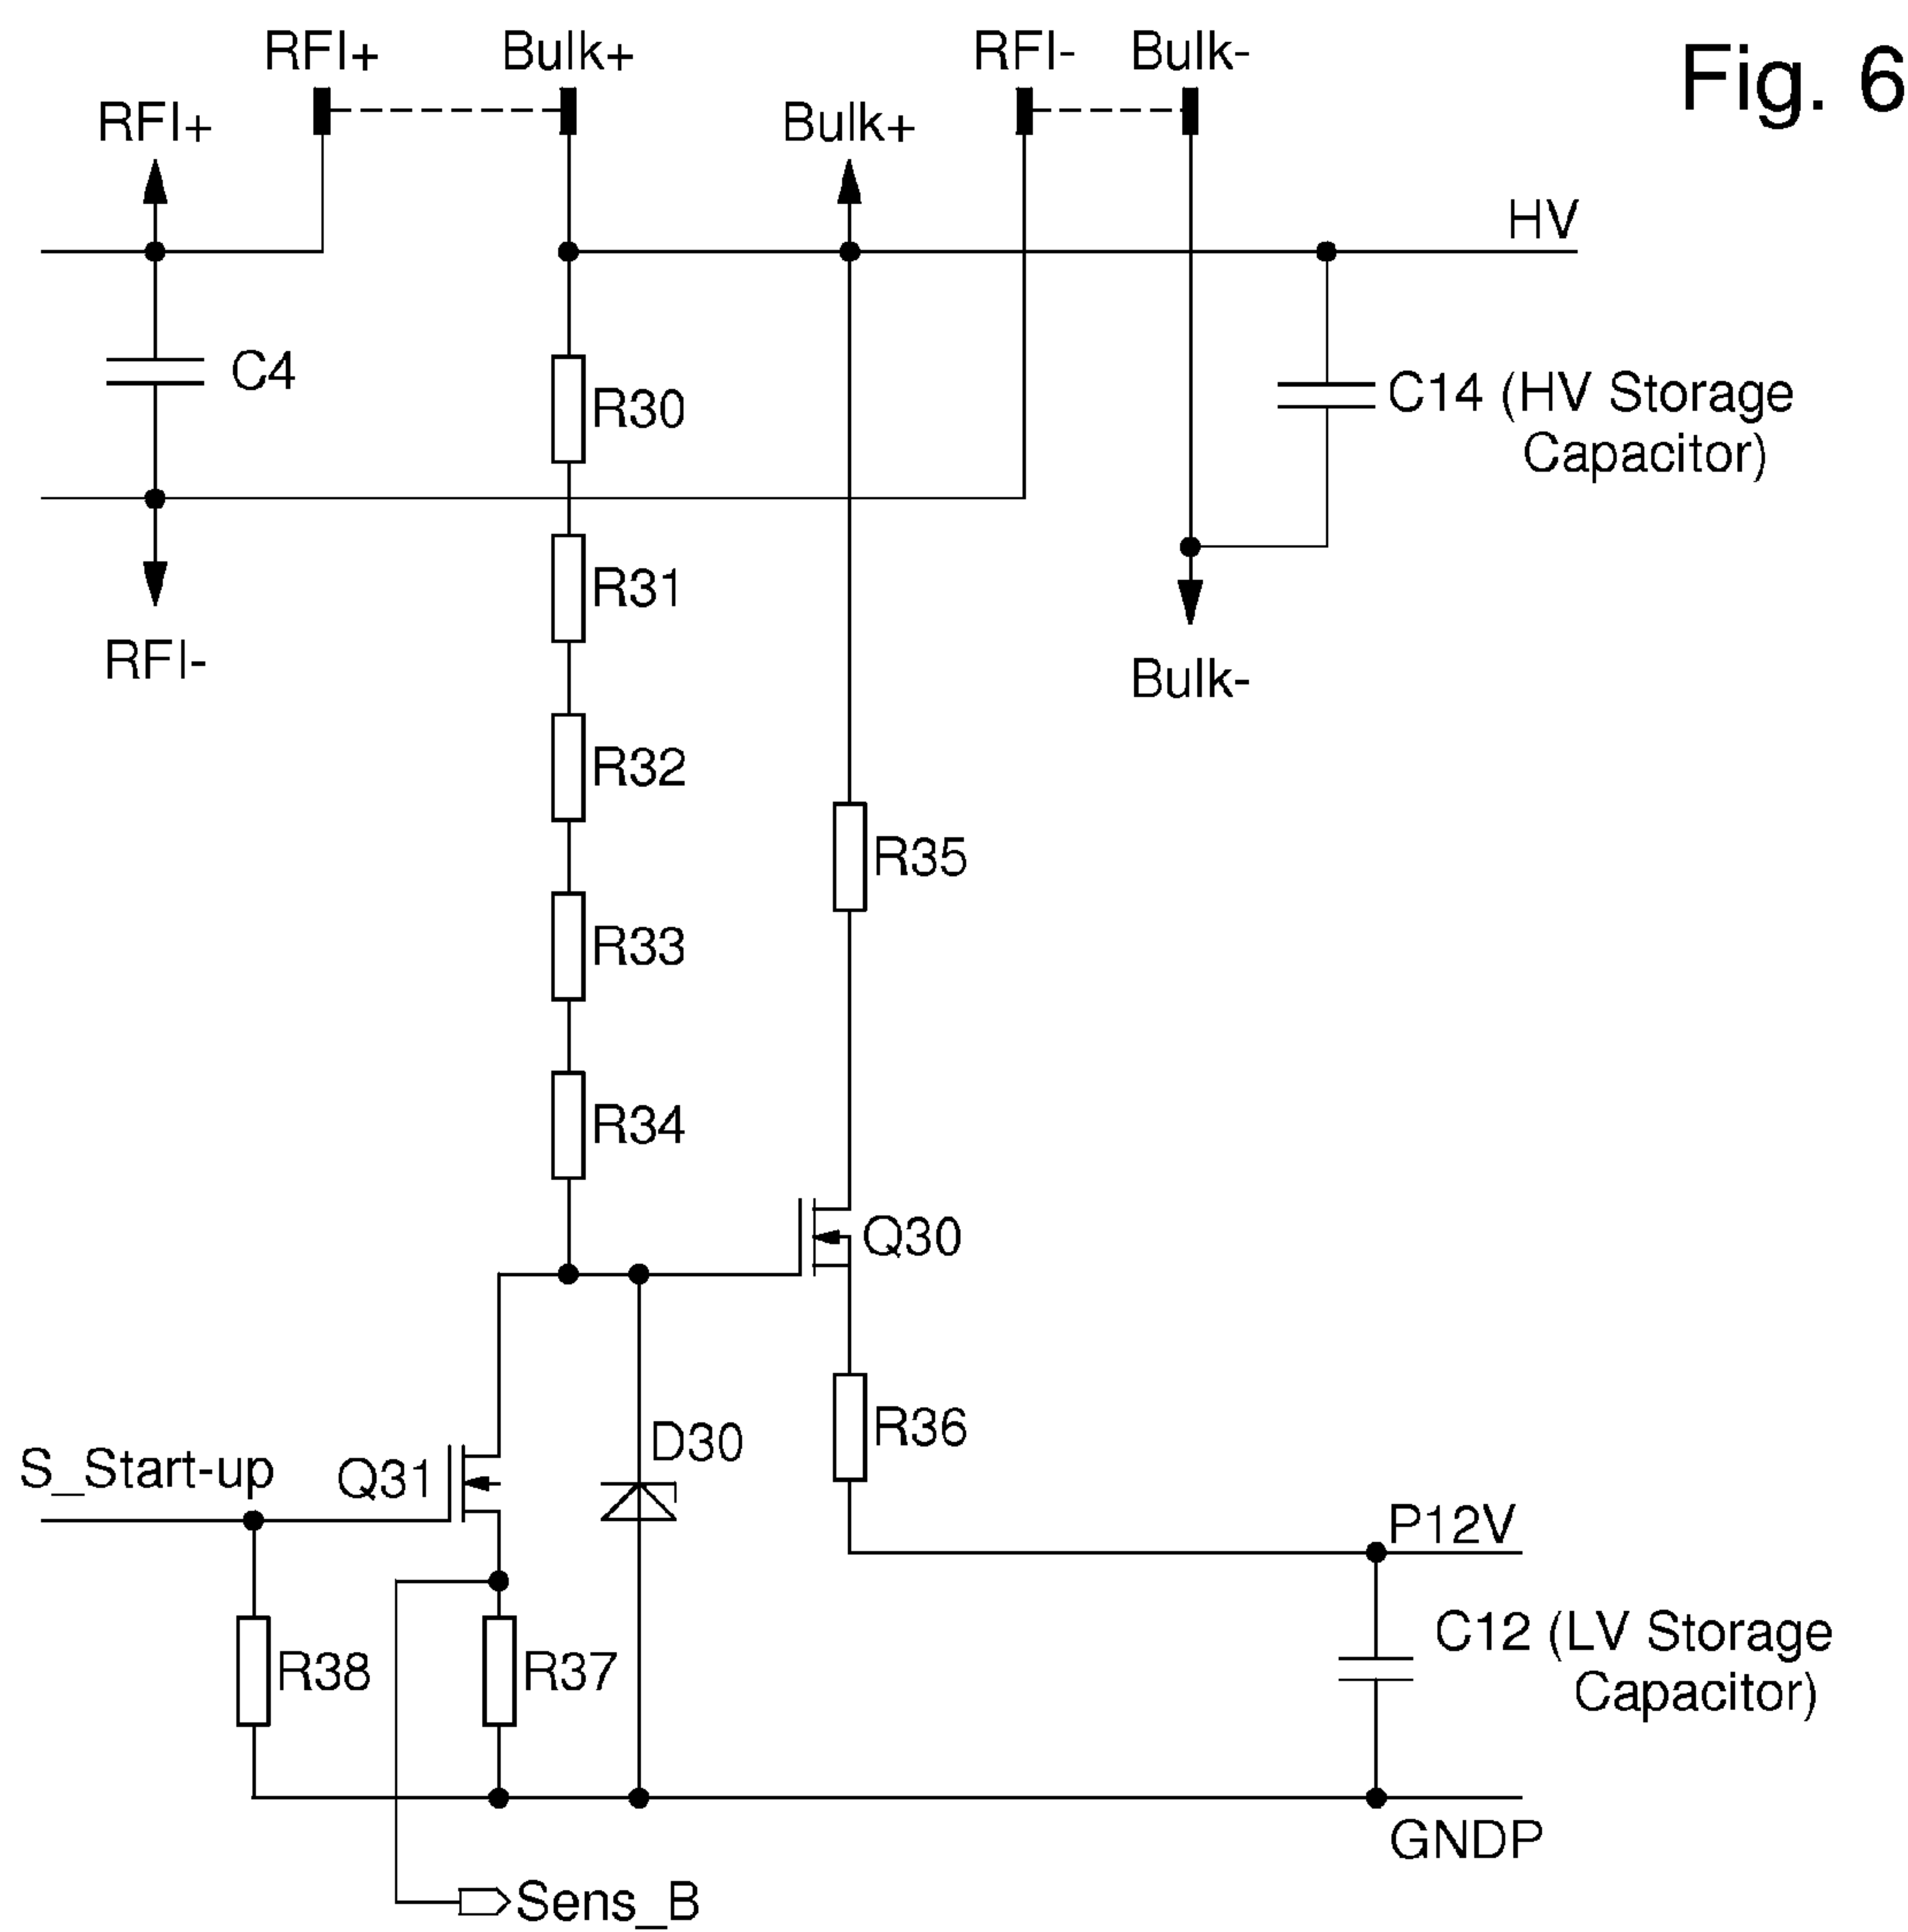 Fig. 6
RFI+
Bulk+
RFI-
Bulk-
RFI+
Bulk+
HV
C4
R30
C14 (HV Storage
Capacitor)
R31
RFI-
Bulk-
R32
R35
R33
R34
Q30
D30
R36
S_Start-up
Q31
P12V
C12 (LV Storage
Capacitor)
R38
R37
GNDP
Sens_B